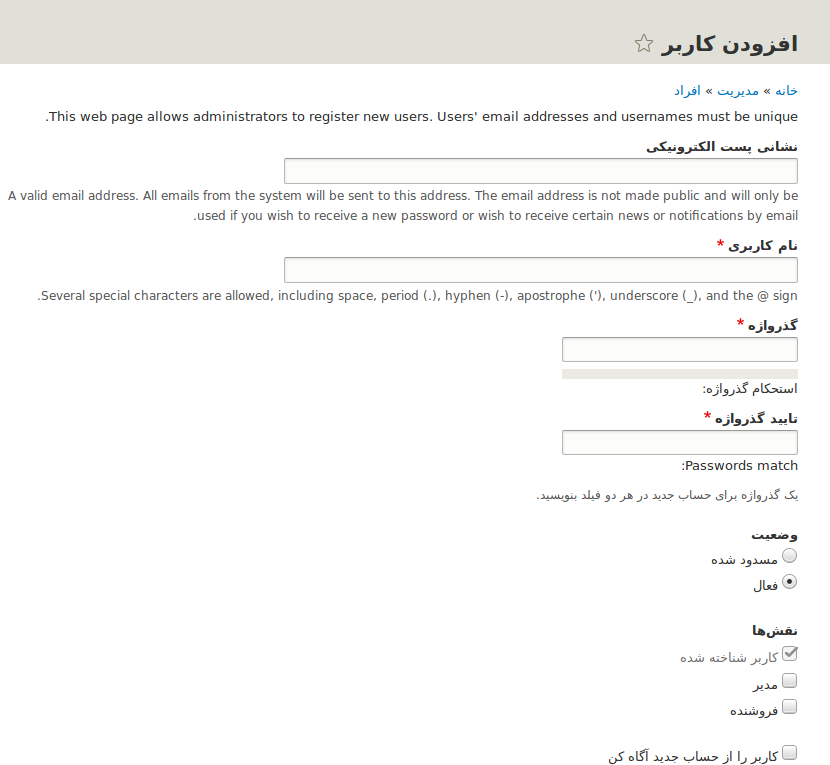 افزودن کاربر
خانه » مدیریت » افراد
This web page allows administrators to register new users. Users' email addresses and usernames must be unique.
نشانی پست الکترونیکی
A valid email address. All emails from the system will be sent to this address. The email address is not made public and will only be
used if you wish to receive a new password or wish to receive certain news or notifications by email.
نام کاربری *
Several special characters are allowed, including space, period (.), hyphen (-), apostrophe ('), underscore (_), and the @ sign.
گذرواژه *
استحکام گذرواژه:
تایید گذرواژه *
Passwords match:
یک گذرواژه برای حساب جدید در هر دو فیلد بنویسید.
وضعیت
مسدود شده
فعال
نقش‌ها
کاربر شناخته شده
مدیر
فروشنده
کاربر را از حساب جدید آگاه کن